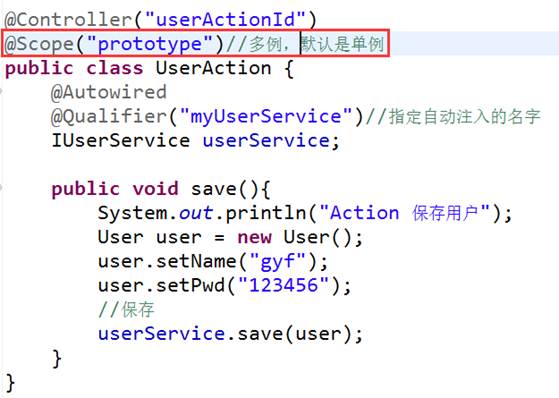 @Controller("userActionId")
@Scope("prototype")//多例，默认是单例
public class UserAction {
    @Autowired
    @Qualifier("myUserService")//指定自动注入的名字
    IUserService userService;

    public void save(){
        System.out.println("Action 保存用户");
        User user = new User();
        user.setName("gyf");
        user.setPwd("123456");
        //保存
        userService.save(user);
    }
}